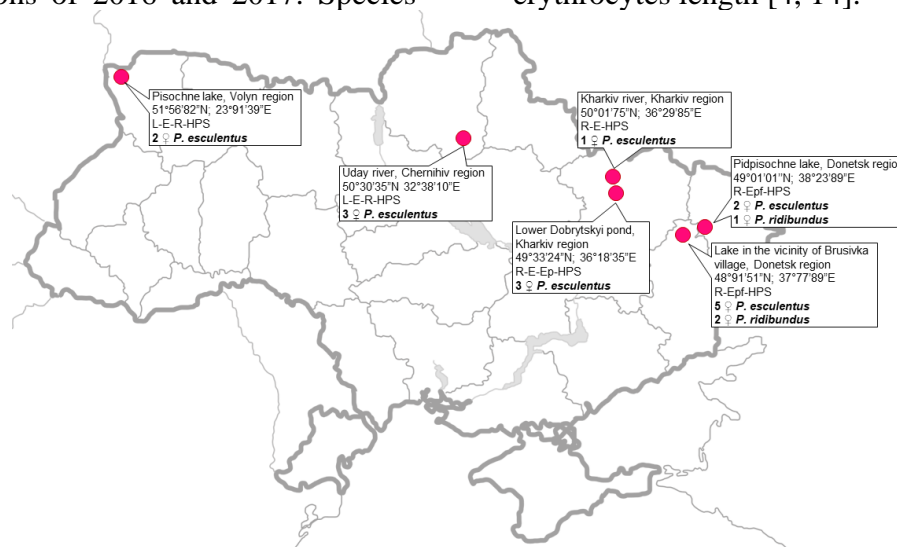 ons of 2016 and 2017. Species
erythrocytes length [4, 14].
Pisochne lake, Volyn region
51°56'82"N; 23°91'39"E
L-E-R-HPS
2 ♀ P. esculentus
Uday river, Chernihiv region
50°30'35"N 32°38'10"E
L-E-R-HPS
3 ♀ P. esculentus
Kharkiv river, Kharkiv region
50°01'75"N; 36°29'85"E
R-E-HPS
1 ♀ P. esculentus
Lower Dobrytskyi pond,
Kharkiv region
49°33'24"N; 36°18'35"E
R-E-Ep-HPS
3 ♀ P. esculentus
Pidpisochne lake, Donetsk region
49°01'01"N; 38°23'89"E
R-Epf-HPS
2 ♀ P. esculentus
1 ♀ P. ridibundus
Lake in the vicinity of Brusivka
village, Donetsk region
48°91'51"N; 37°77'89"E
R-Epf-HPS
5 ♀ P. esculentus
2 ♀ P. ridibundus